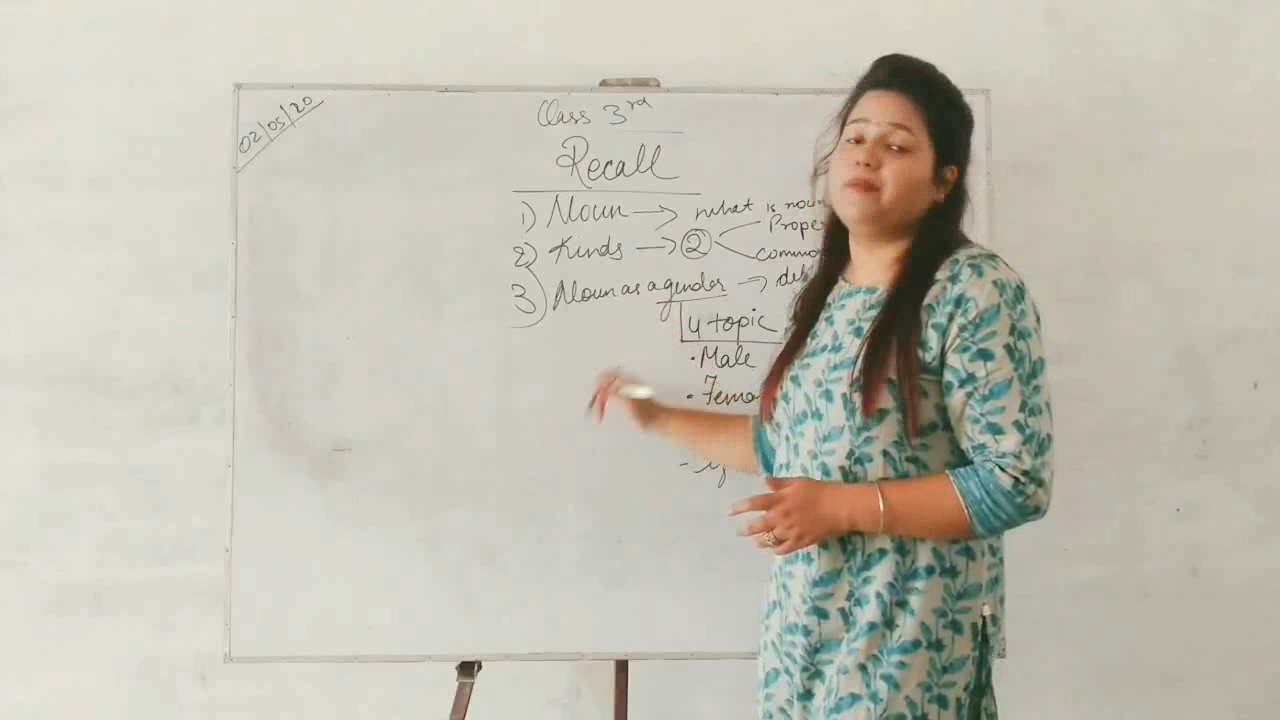 02/05/20
Class 3rd
Recall
1) Noun → what is noun
Proper
2) Kinds → 2
common
3) Noun as a gender →
4 topic
• Male
• Fema